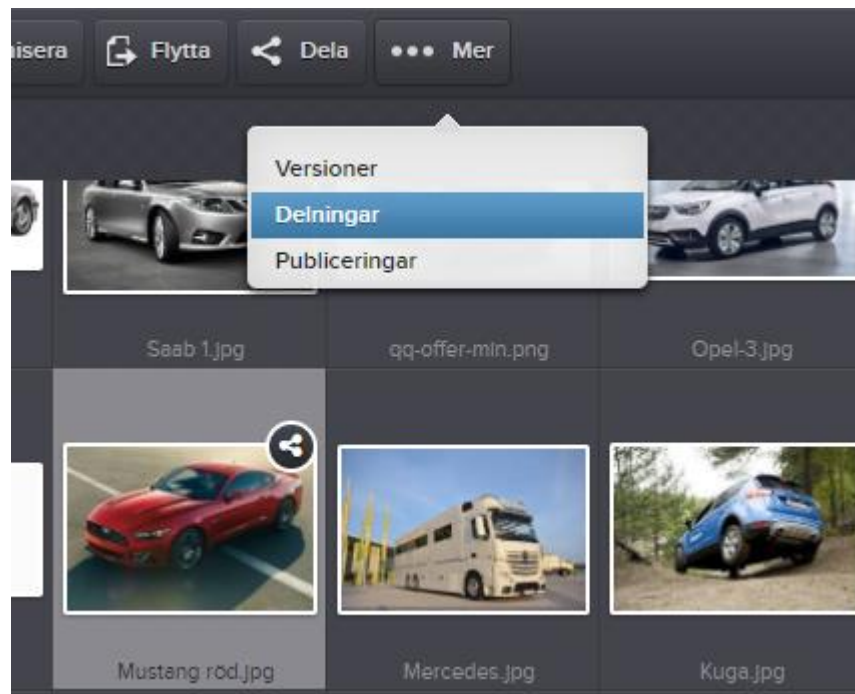 isera Flytta Dela Mer
Versioner
Delningar
Publiceringar
Saab 1.jpg qq-offer-min.png Opel-3.jpg
Mustang röd.jpg Mercedes.jpg Kuga.jpg